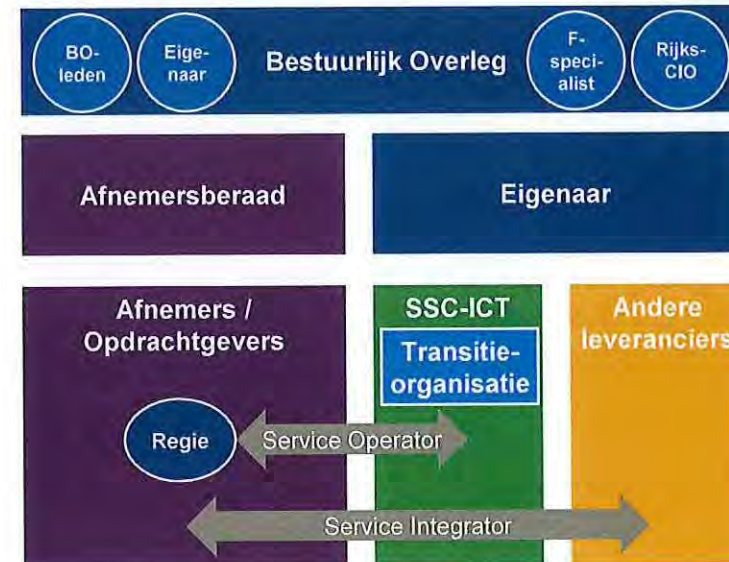 BO-
leden
Eige-
naar
Bestuurlijk Overleg
F-
speci-
alist
Rijks-
CIO
Afnemersberaad
Eigenaar
Afnemers /
Opdrachtgevers
SSC-ICT
Transitie-
organisatie
Andere
leveranciers
Regie
Service Operator
Service Integrator